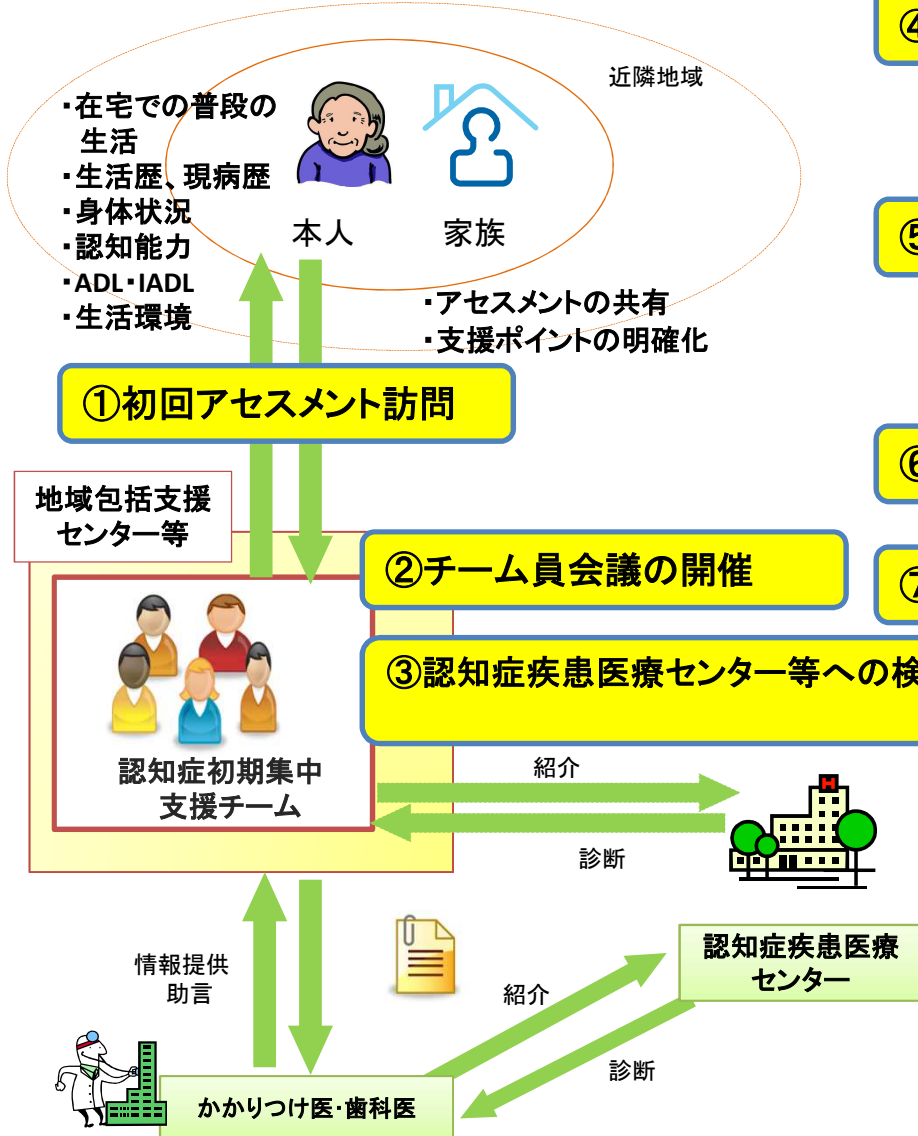 近隣地域
・在宅での普段の
生活
・生活歴、現病歴
・身体状況
・認知能力
・ADL・IADL
・生活環境
本人
家族
・アセスメントの共有
・支援ポイントの明確化
①初回アセスメント訪問
地域包括支援
センター等
②チーム員会議の開催
③認知症疾患医療センター等への検
④
⑤
⑥
⑦
認知症初期集中
支援チーム
紹介
診断
H
情報提供
助言
紹介
診断
認知症疾患医療
センター
かかりつけ医・歯科医